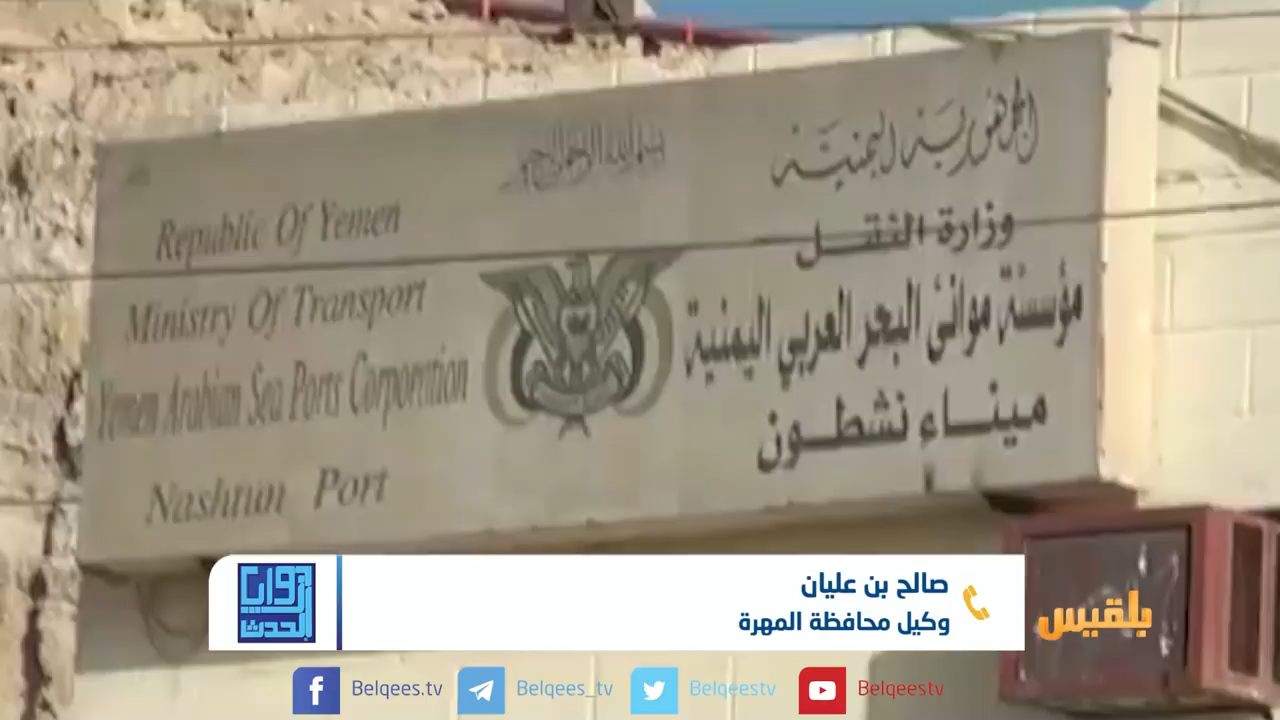 بسم الله الرحمن الرحيم
الجمهورية اليمنية
وزارة النقل
مؤسسة موانئ البحر العربي اليمنية
ميناء نشطون
Republic Of Yemen
Ministry Of Transport
Yemen Arabian Sea Ports Corporation
Nashtun Port
صالح بن عليان
وكيل محافظة المهرة
أبواب الحدث
بلقيس
Belqees.tv
Belqees_tv
Belqeestv
Belqeestv